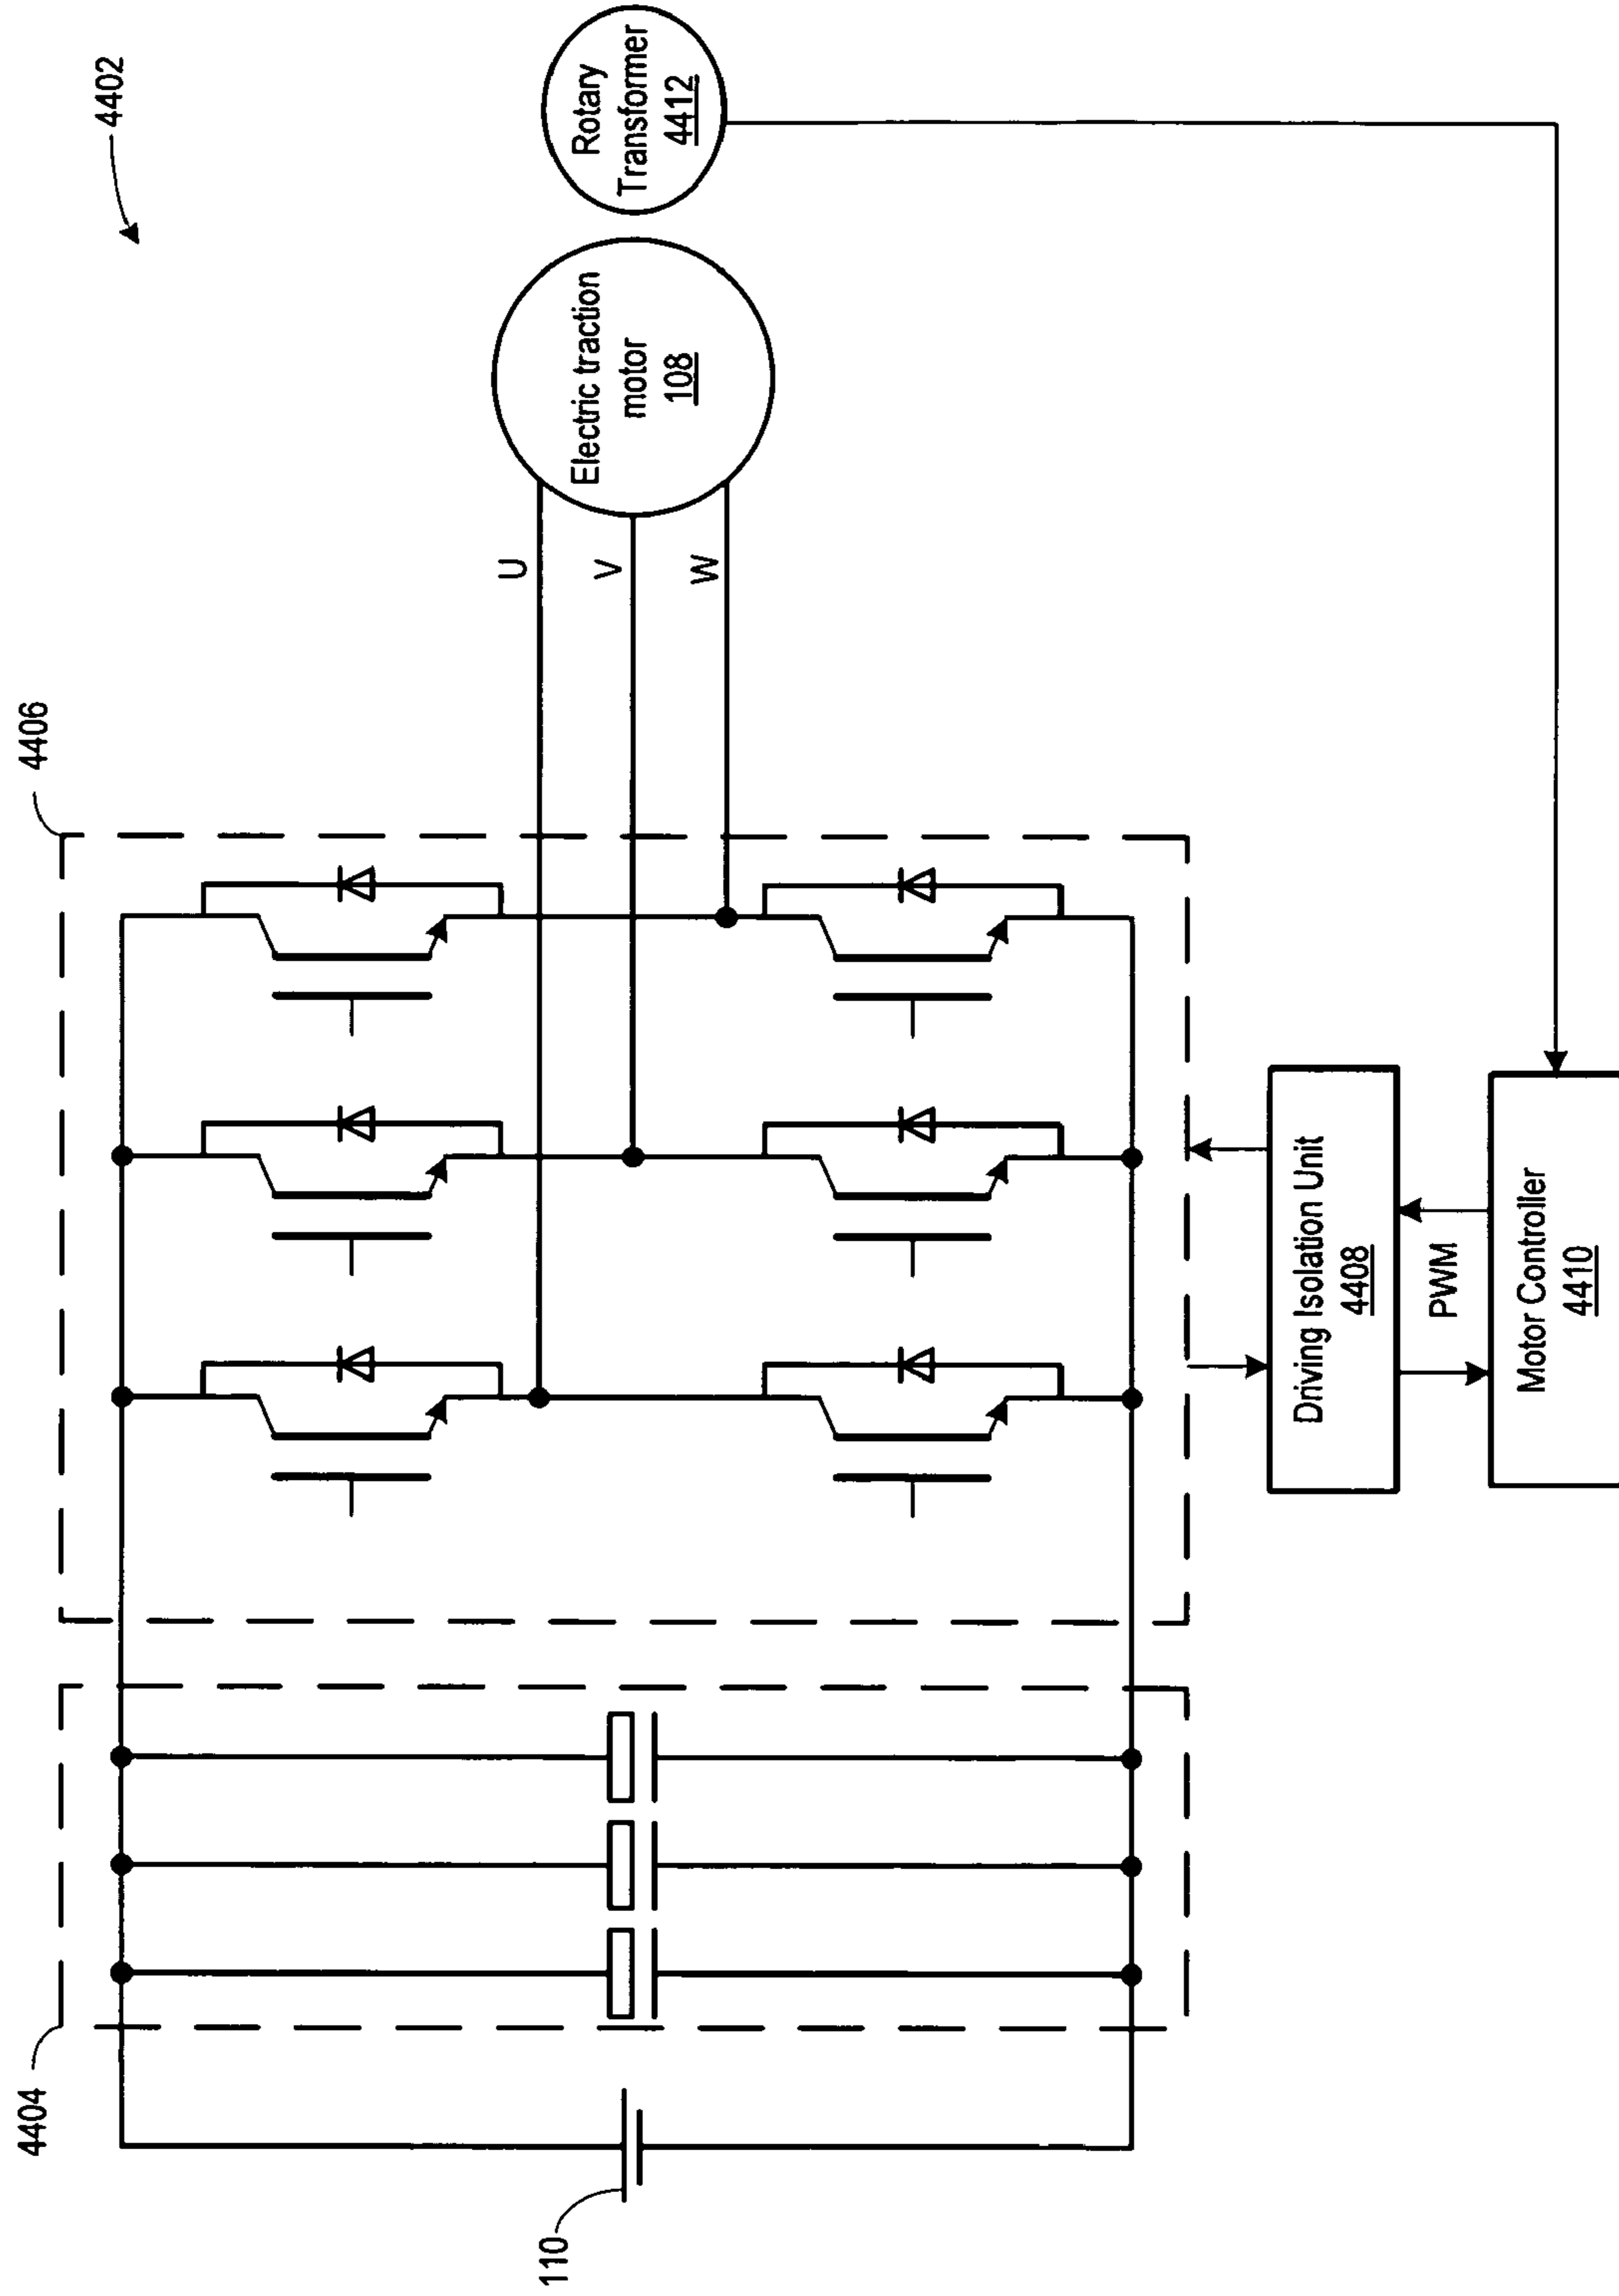 4402
4406
4404
110
U
V
W
Electric traction
motor
108
Rotary
Transformer
4412
Driving Isolation Unit
4408
PWM
Motor Controller
4410